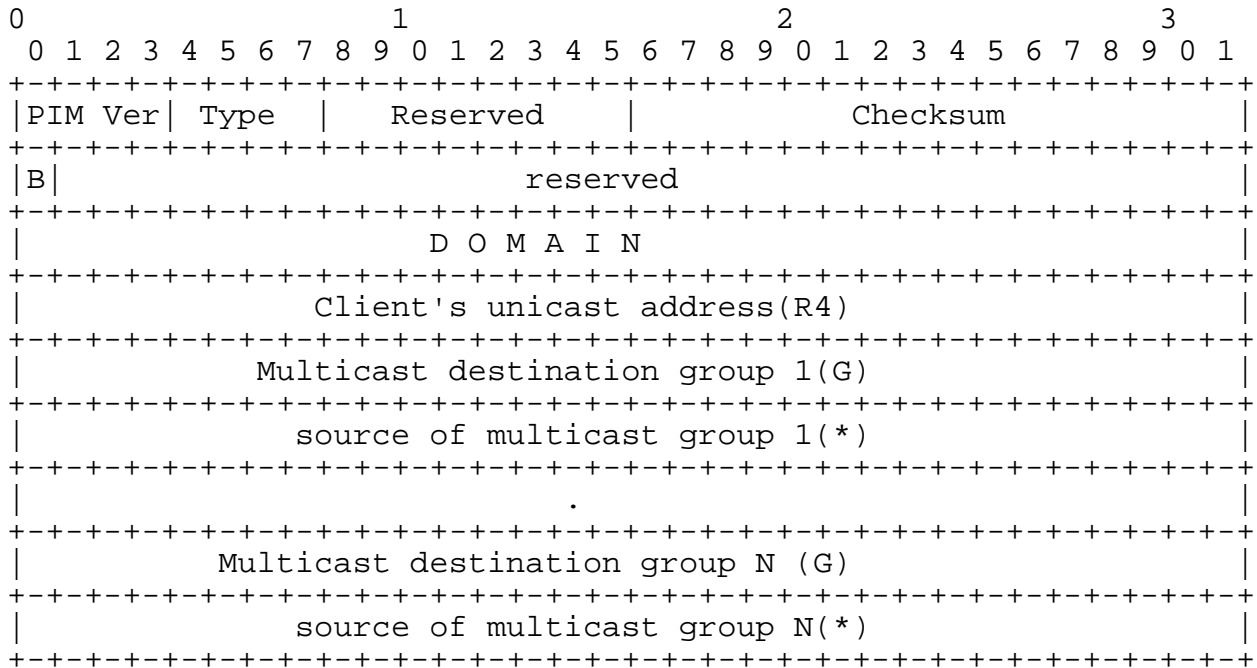 0                   1                   2                   3
 0 1 2 3 4 5 6 7 8 9 0 1 2 3 4 5 6 7 8 9 0 1 2 3 4 5 6 7 8 9 0 1
+-+-+-+-+-+-+-+-+-+-+-+-+-+-+-+-+-+-+-+-+-+-+-+-+-+-+-+-+-+-+-+-+
|PIM Ver| Type  |   Reserved    |           Checksum            |
+-+-+-+-+-+-+-+-+-+-+-+-+-+-+-+-+-+-+-+-+-+-+-+-+-+-+-+-+-+-+-+-+
|B|                        reserved                             |
+-+-+-+-+-+-+-+-+-+-+-+-+-+-+-+-+-+-+-+-+-+-+-+-+-+-+-+-+-+-+-+-+
|                     D O M A I N                               |
+-+-+-+-+-+-+-+-+-+-+-+-+-+-+-+-+-+-+-+-+-+-+-+-+-+-+-+-+-+-+-+-+
|               Client's unicast address(R4)                    |
+-+-+-+-+-+-+-+-+-+-+-+-+-+-+-+-+-+-+-+-+-+-+-+-+-+-+-+-+-+-+-+-+
|            Multicast destination group 1(G)                   |
+-+-+-+-+-+-+-+-+-+-+-+-+-+-+-+-+-+-+-+-+-+-+-+-+-+-+-+-+-+-+-+-+
|              source of multicast group 1(*)                   |
+-+-+-+-+-+-+-+-+-+-+-+-+-+-+-+-+-+-+-+-+-+-+-+-+-+-+-+-+-+-+-+-+
|                            .                                  |
+-+-+-+-+-+-+-+-+-+-+-+-+-+-+-+-+-+-+-+-+-+-+-+-+-+-+-+-+-+-+-+-+
|          Multicast destination group N (G)                    |
+-+-+-+-+-+-+-+-+-+-+-+-+-+-+-+-+-+-+-+-+-+-+-+-+-+-+-+-+-+-+-+-+
|              source of multicast group N(*)                   |
+-+-+-+-+-+-+-+-+-+-+-+-+-+-+-+-+-+-+-+-+-+-+-+-+-+-+-+-+-+-+-+-+